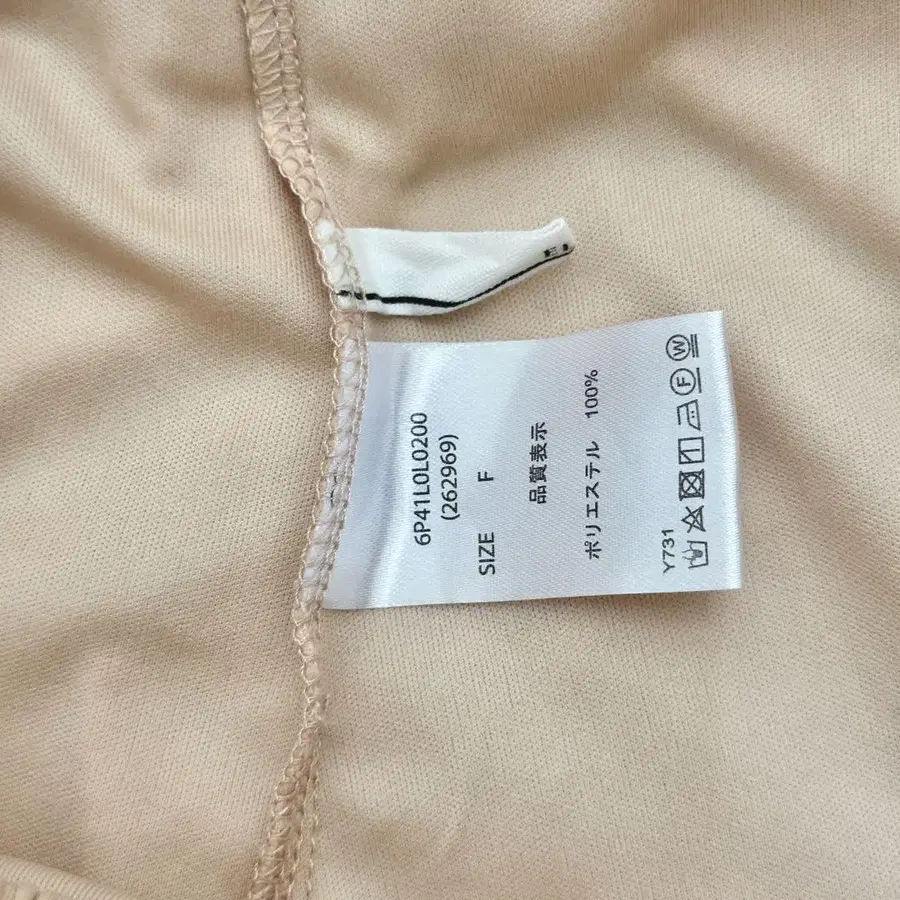 6P41L0L0200
(262969)
SIZE F
品質表示
ポリエステル 100%
Y731
F W